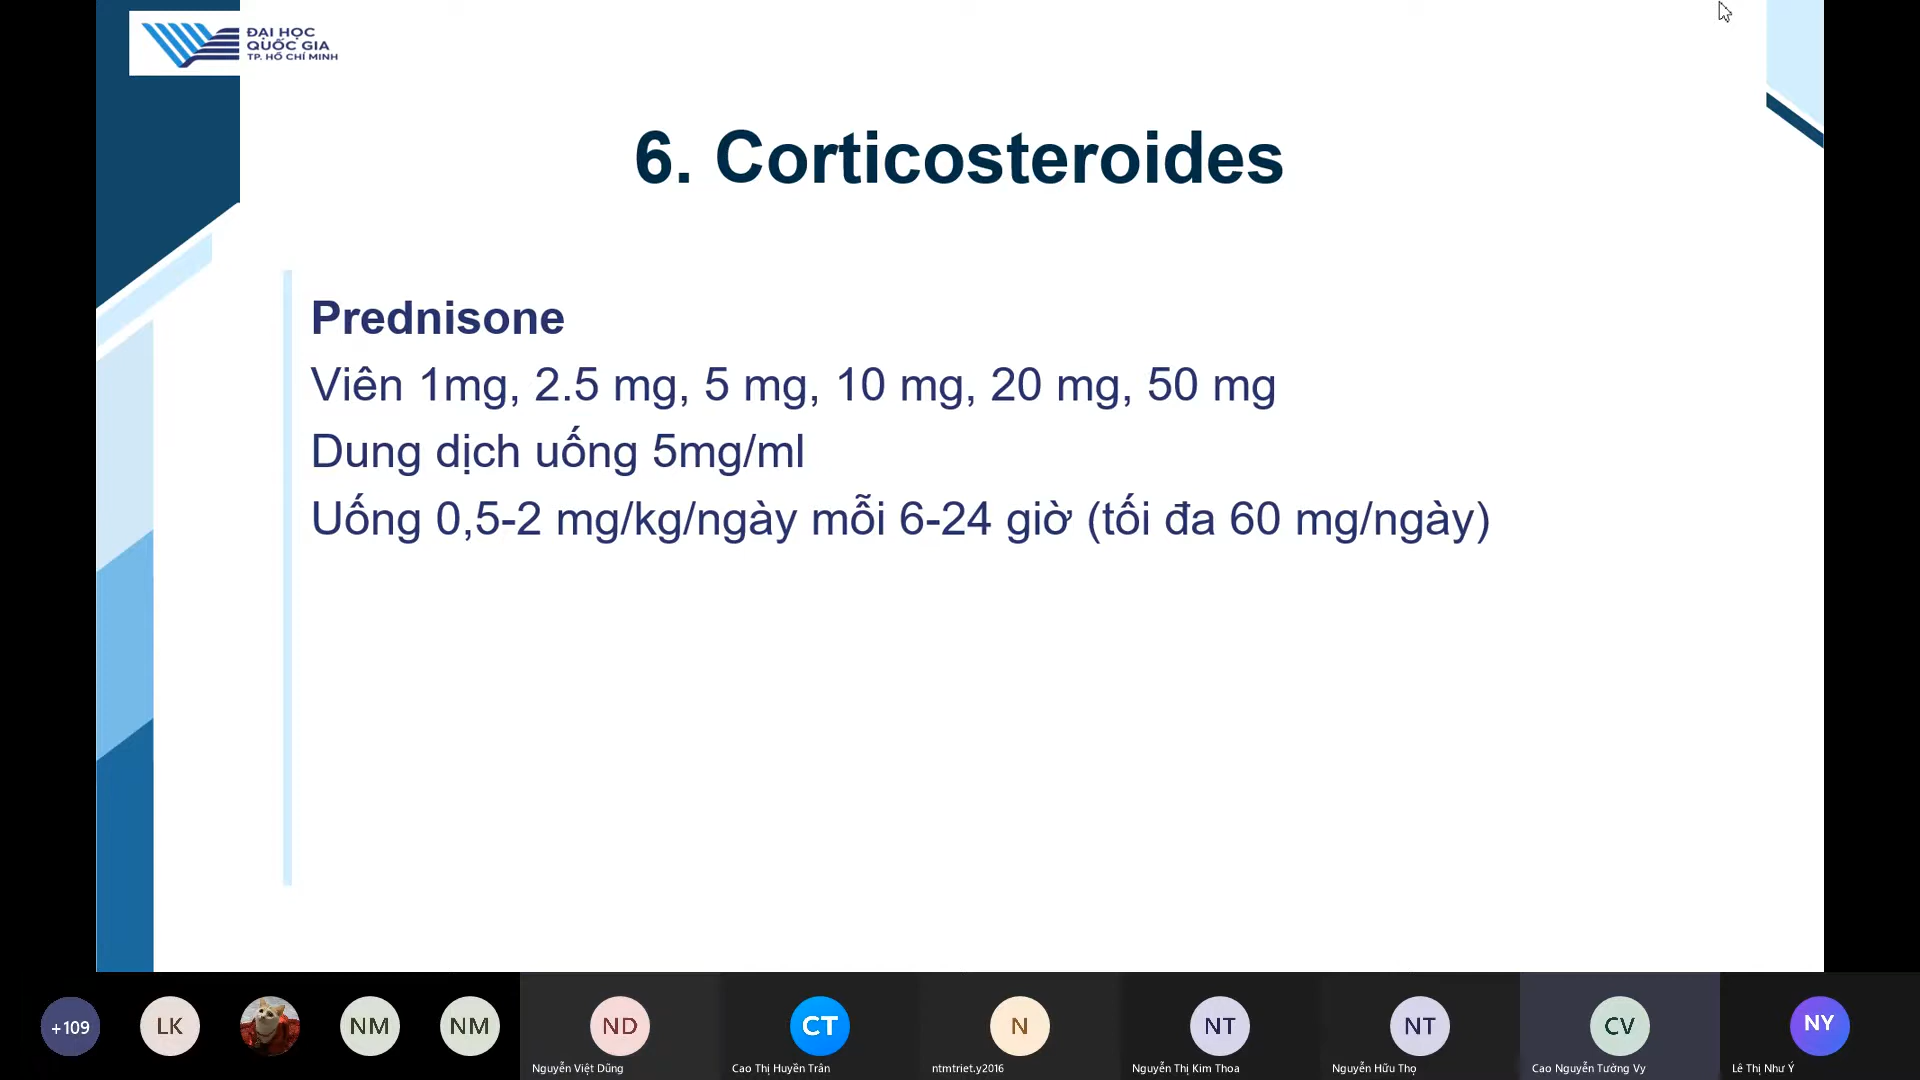 ĐẠI HỌC
QUỐC GIA
TP. HỒ CHÍ MINH
6. Corticosteroides
Prednisone
Viên 1mg, 2.5 mg, 5 mg, 10 mg, 20 mg, 50 mg
Dung dịch uống 5mg/ml
Uống 0,5-2 mg/kg/ngày mỗi 6-24 giờ (tối đa 60 mg/ngày)
+109
LK
NM
NM
ND
CT
N
NT
NT
CV
NY
Nguyễn Việt Dũng
Cao Thị Huyền Trân
ntmtriet.y2016
Nguyễn Thị Kim Thoa
Nguyễn Hữu Thọ
Cao Nguyễn Tường Vy
Lê Thị Như Ý